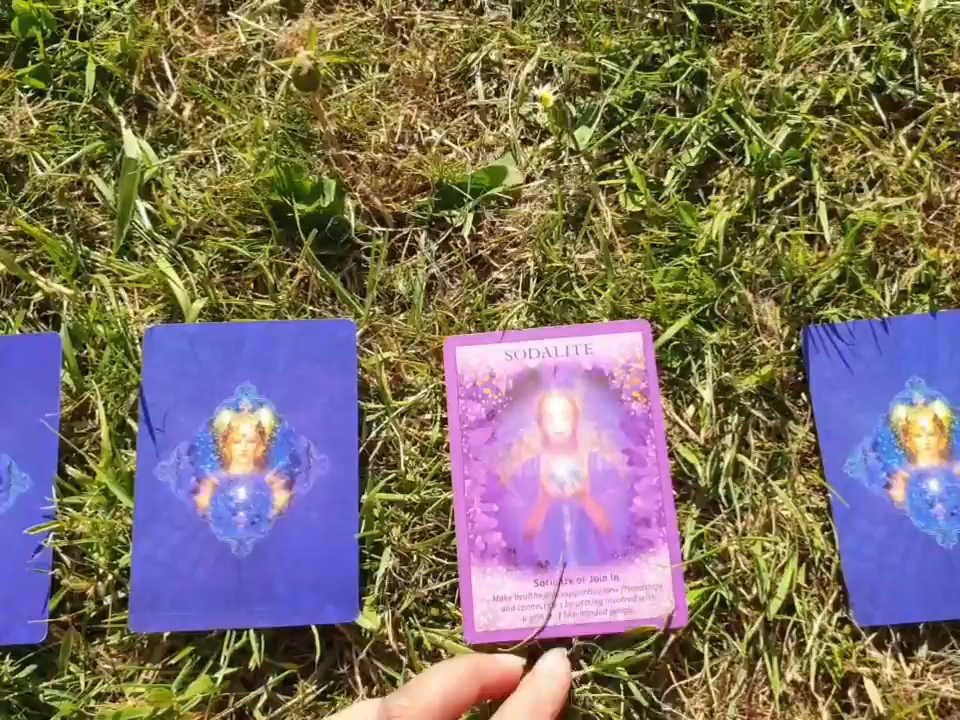 SODALITE
Socialize or Join In
Make healthy and supportive new friendships
and connections by getting involved with
a group of like minded people.